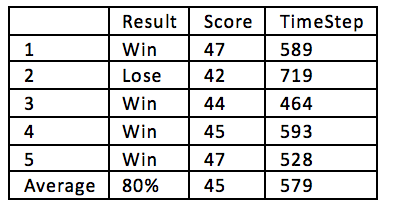 Result Score TimeStep
1 Win 47 589
2 Lose 42 719
3 Win 44 464
4 Win 45 593
5 Win 47 528
Average 80% 45 579